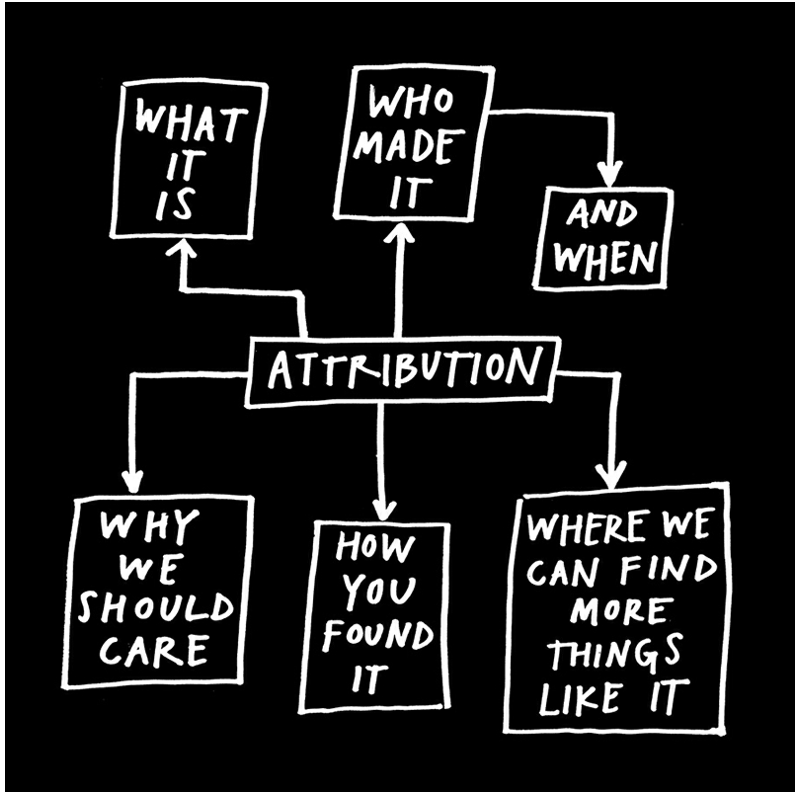 WHAT
IT
IS
WHO
MADE
IT
AND
WHEN
ATTRIBUTION
WHY
WE
SHOULD
CARE
HOW
YOU
FOUND
IT
WHERE WE
CAN FIND
MORE
THINGS
LIKE IT